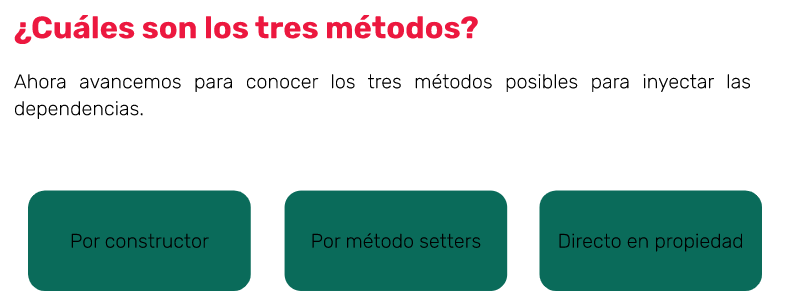 ¿Cuáles son los tres métodos?
Ahora avancemos para conocer los tres métodos posibles para inyectar las
dependencias.
Por constructor
Por método setters
Directo en propiedad